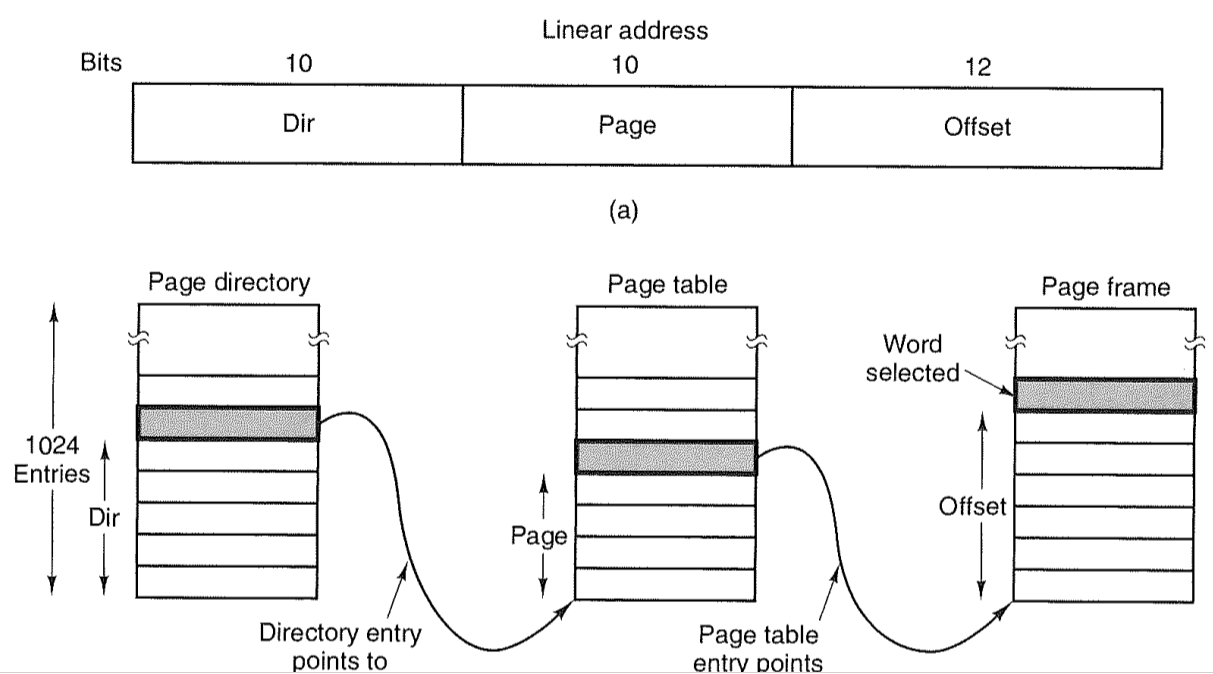 Linear address
Bits 10 10 12
Dir Page Offset
(a)
Page directory
Page table
Page frame
Word
selected
1024
Entries
Dir
Page
Offset
Directory entry
points to
Page table
entry points